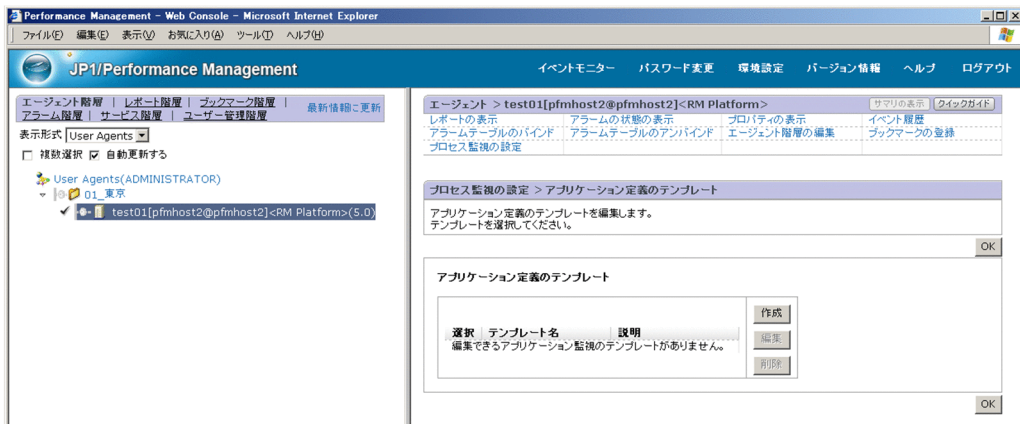 Performance Management - Web Console - Microsoft Internet Explorer
ファイル(F) 編集(E) 表示(V) お気に入り(A) ツール(T) ヘルプ(H)
JP1/Performance Management
イベントモニター パスワード変更 環境設定 バージョン情報 ヘルプ ログアウト
エージェント階層 | レポート階層 | ブックマーク階層 |
アラーム階層 | サービス階層 | ユーザー管理階層
最新情報に更新
表示形式 User Agents
複数選択 自動更新する
User Agents(ADMINISTRATOR)
01_東京
test01[pfmhost2@pfmhost2]<RM Platform>(5.0)
エージェント > test01[pfmhost2@pfmhost2]<RM Platform>
サマリの表示 クイックガイド
レポートの表示 アラームの状態の表示 プロパティの表示 イベント履歴
アラームテーブルのバインド アラームテーブルのアンバインド エージェント階層の編集 ブックマークの登録
プロセス監視の設定
プロセス監視の設定 > アプリケーション定義のテンプレート
アプリケーション定義のテンプレートを編集します。
テンプレートを選択してください。
OK
アプリケーション定義のテンプレート
選択 テンプレート名 説明
編集できるアプリケーション監視のテンプレートがありません。
作成
編集
削除
OK